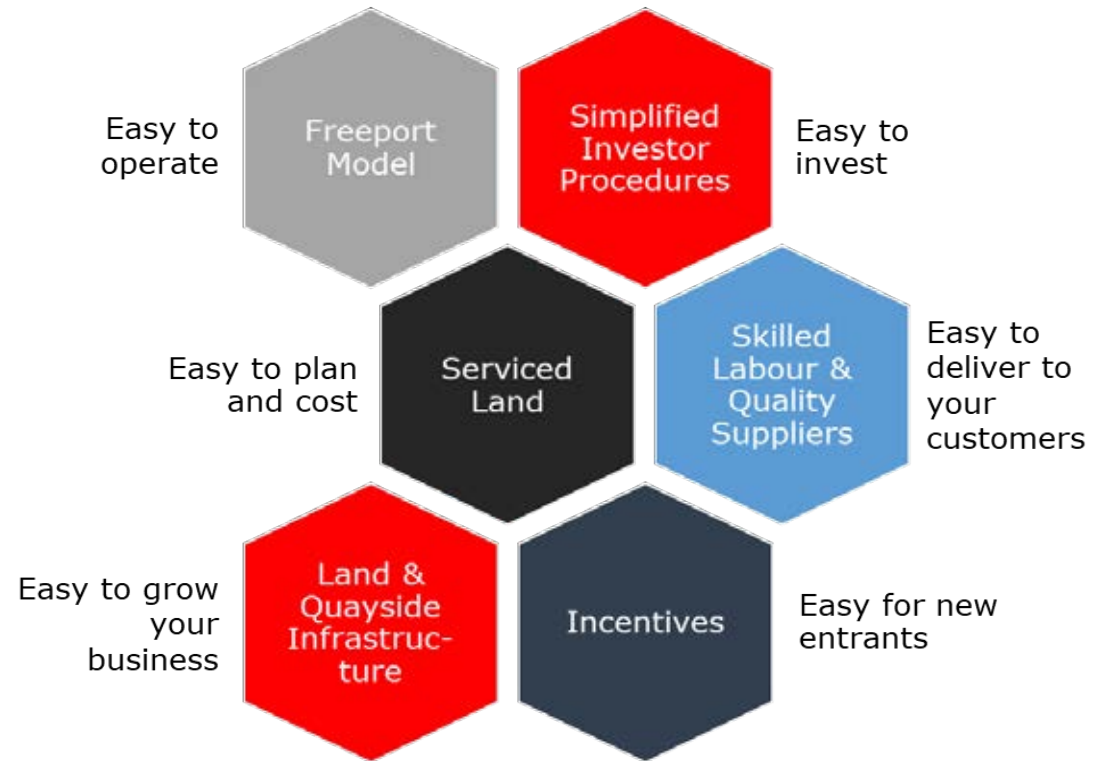 Easy to
operate
Freeport
Model
Simplified
Investor
Procedures
Easy to
invest
Easy to plan
and cost
Serviced
Land
Skilled
Labour &
Quality
Suppliers
Easy to
deliver to
your
customers
Easy to grow
your
business
Land &
Quayside
Infrastruc-
ture
Incentives
Easy for new
entrants